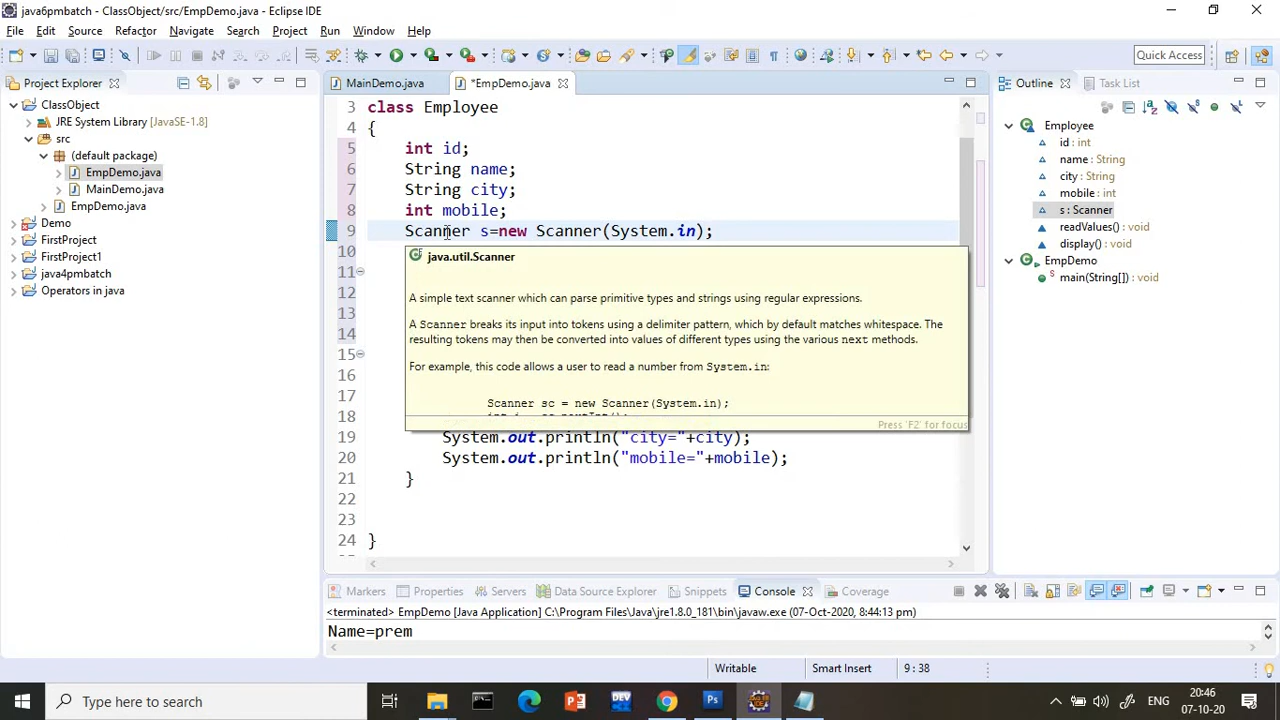 java6pmbatch - ClassObject/src/EmpDemo.java - Eclipse IDE
File Edit Source Refactor Navigate Search Project Run Window Help
Quick Access
Project Explorer
ClassObject
JRE System Library [JavaSE-1.8]
src
(default package)
EmpDemo.java
MainDemo.java
EmpDemo.java
Demo
FirstProject
FirstProject1
java4pmbatch
Operators in java
MainDemo.java *EmpDemo.java
3 class Employee
4 {
5 int id;
6 String name;
7 String city;
8 int mobile;
9 Scanner s=new Scanner(System.in);
10
11
12
13
14
15
16
17
18
19 System.out.println("city="+city);
20 System.out.println("mobile="+mobile);
21 }
22
23
24 }
java.util.Scanner
A simple text scanner which can parse primitive types and strings using regular expressions.
A Scanner breaks its input into tokens using a delimiter pattern, which by default matches whitespace. The
resulting tokens may then be converted into values of different types using the various next methods.
For example, this code allows a user to read a number from System.in:
Scanner sc = new Scanner(System.in);
Press 'F2' for focus
Outline Task List
Employee
id : int
name : String
city : String
mobile : int
s : Scanner
readValues() : void
display() : void
EmpDemo
main(String[]) : void
Markers Properties Servers Data Source Explorer Snippets Console Coverage
<terminated> EmpDemo [Java Application] C:\Program Files\Java\jre1.8.0_181\bin\javaw.exe (07-Oct-2020, 8:44:13 pm)
Name=prem
Writable Smart Insert 9 : 38
Type here to search
ENG
20:46
07-10-20